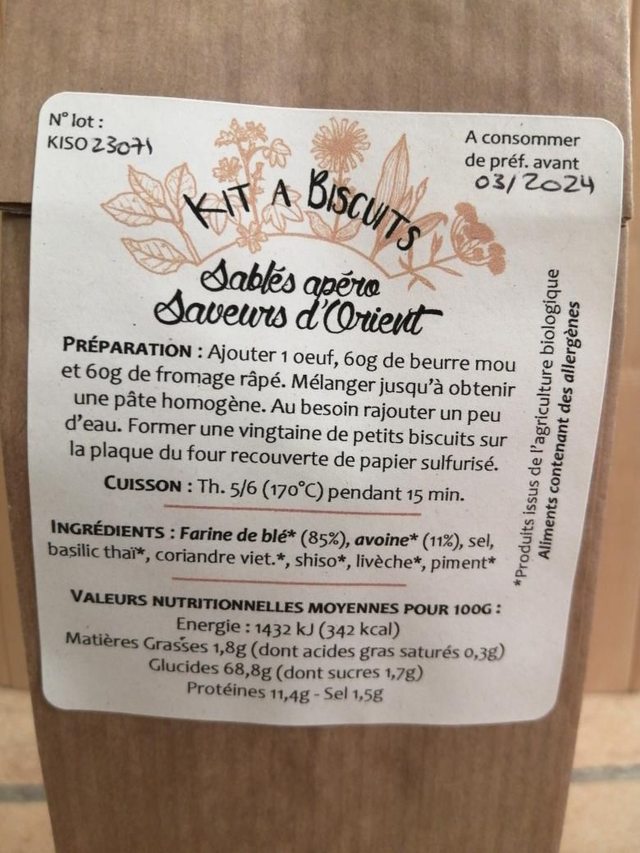 N° lot :
KISO 23071
A consommer
de préf. avant
03/2024
KIT A BISCUITS
Sablés apéro
Saveurs d'Orient
PRÉPARATION : Ajouter 1 oeuf, 60g de beurre mou
et 60g de fromage râpé. Mélanger jusqu'à obtenir
une pâte homogène. Au besoin rajouter un peu
d'eau. Former une vingtaine de petits biscuits sur
la plaque du four recouverte de papier sulfurisé.
CUISSON : Th. 5/6 (170°C) pendant 15 min.
INGRÉDIENTS : Farine de blé* (85%), avoine* (11%), sel,
basilic thaï*, coriandre viet.*, shiso*, livèche*, piment*
VALEURS NUTRITIONNELLES MOYENNES POUR 100G :
Energie : 1432 kJ (342 kcal)
Matières Grasses 1,8g (dont acides gras saturés 0,3g)
Glucides 68,8g (dont sucres 1,7g)
Protéines 11,4g - Sel 1,5g
*Produits issus de l'agriculture biologique
Aliments contenant des allergènes